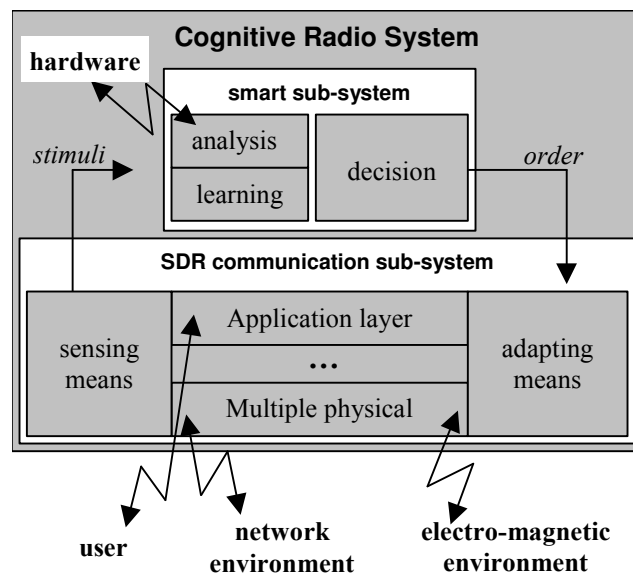 Cognitive Radio System
hardware
smart sub-system
stimuli
analysis
learning
decision
order
SDR communication sub-system
sensing
means
Application layer
...
Multiple physical
adapting
means
user
network
environment
electro-magnetic
environment